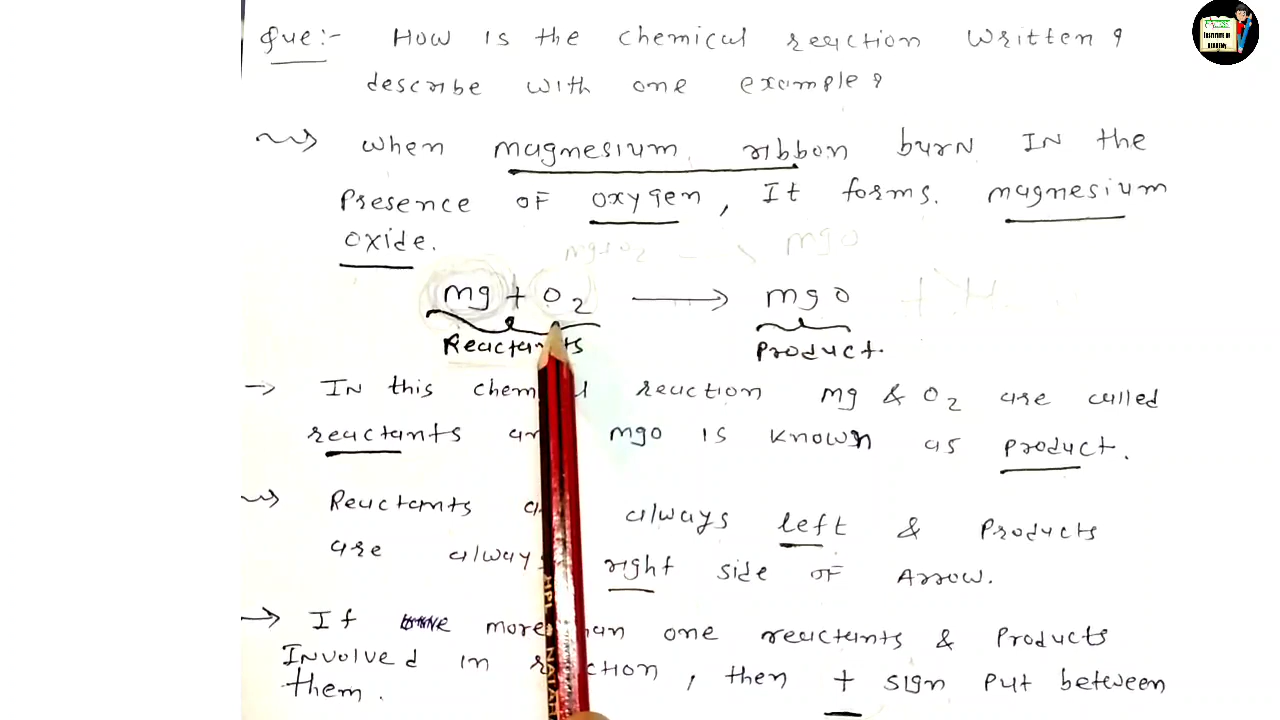 Que:- How is the chemical reaction written?
describe with one example?
When magnesium ribbon burn in the
Presence of oxygen, It forms. magnesium
oxide.
mg + O2 → mgo
Reactants Product.
→ In this chemical reaction mg & O2 are called
reactants mgo is known as product.
Reactants always left & Products
are always right side of Arrow.
→ If more than one reactants & Products
Involved in reaction, then + sign put between
them.